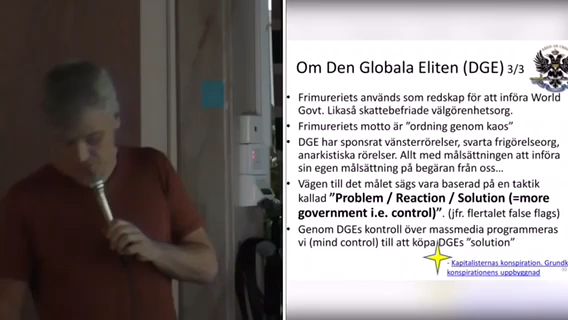 Om Den Globala Eliten (DGE) 3/3
• Frimureriets används som redskap för att införa World
Govt. Likaså skattebefriade välgörenhetsorg.
• Frimureriets motto är ”ordning genom kaos”
• DGE har sponsrat vänsterrörelser, svarta frigörelseorg,
anarkistiska rörelser. Allt med målsättningen att införa
sin egen målsättning på begäran från oss…
• Vägen till det målet sägs vara baserad på en taktik
kallad ”Problem / Reaction / Solution (=more
government i.e. control)”. (jfr. flertalet false flags)
• Genom DGEs kontroll över massmedia programmeras
vi (mind control) till att köpa DGEs ”solution”
- Kapitalisternas konspiration. Grundk
konspirationens uppbyggnad